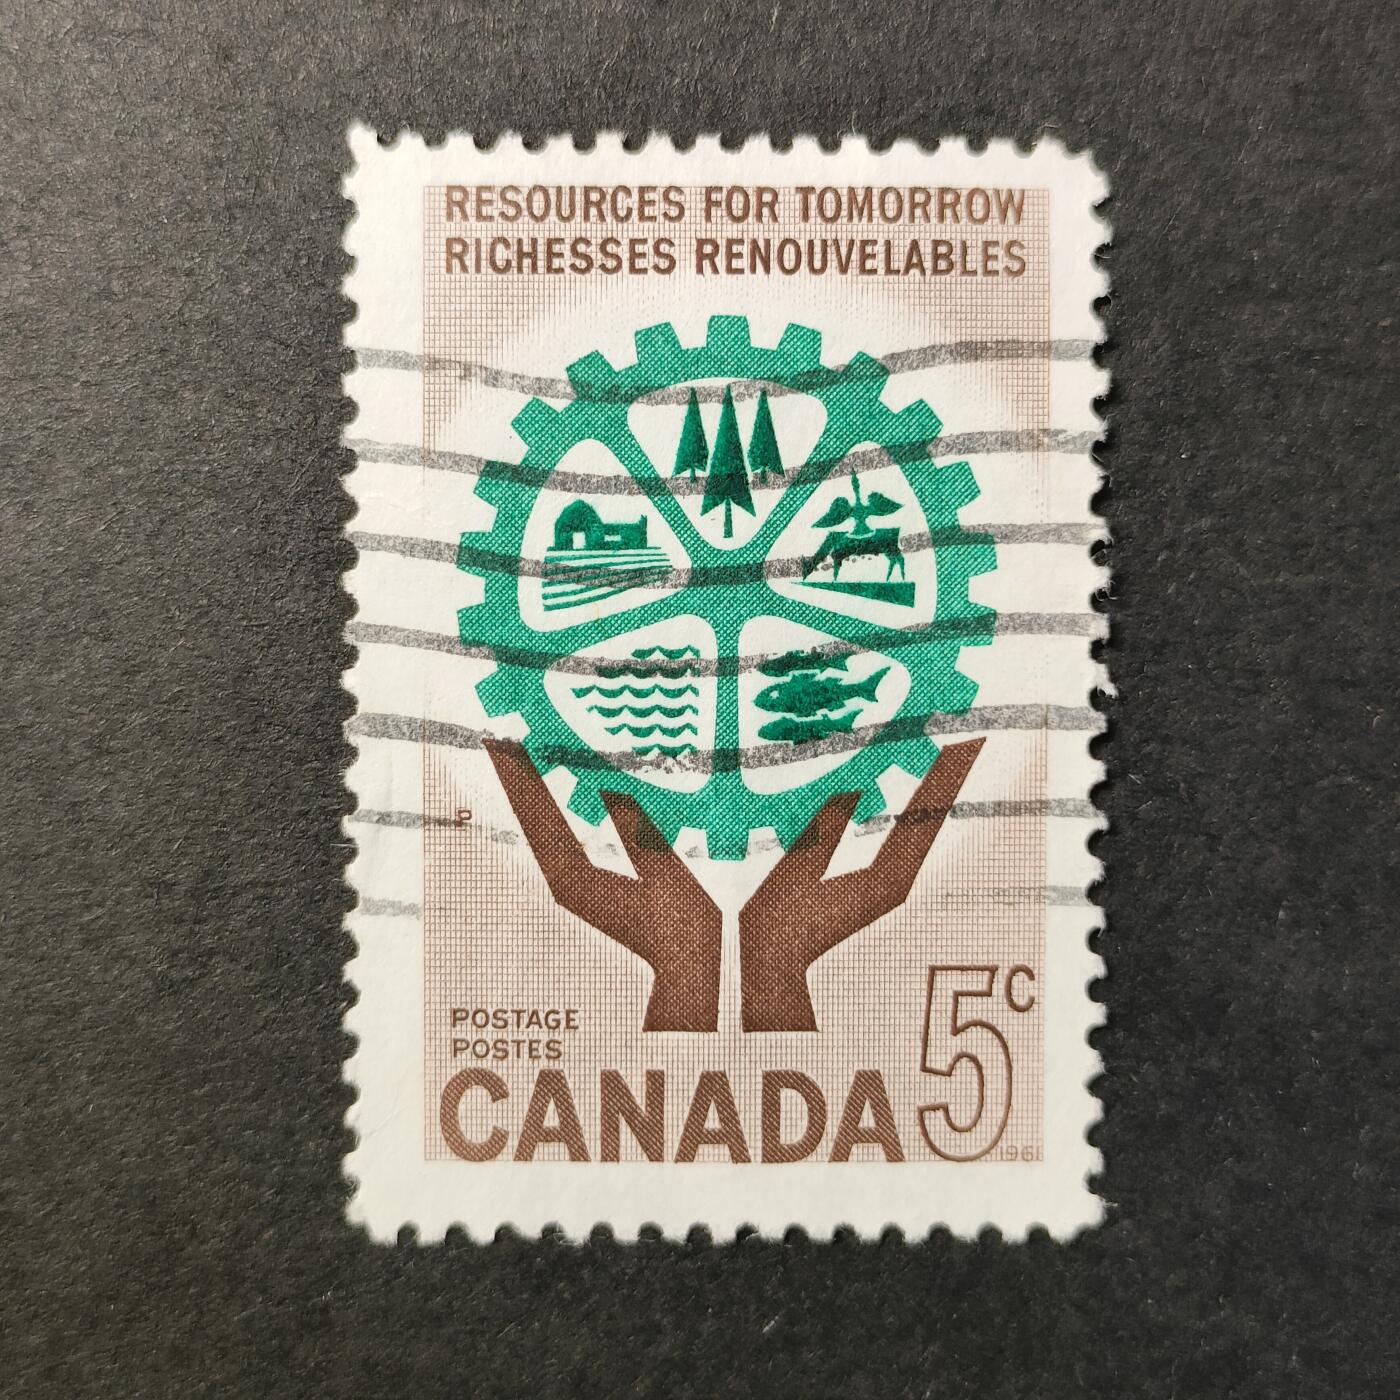 RESOURCES FOR TOMORROW
RICHESSES RENOUVELABLES
POSTAGE
POSTES
CANADA 5c
1961